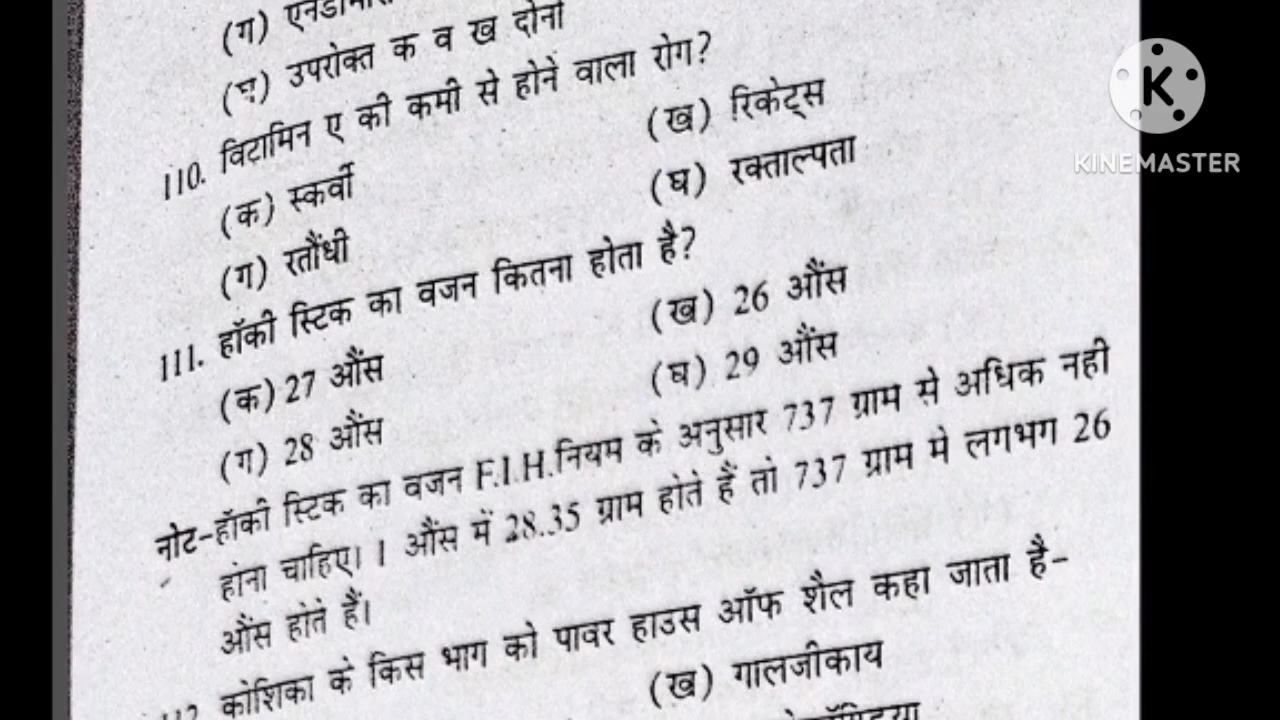 (ग)
(घ) उपरोक्त क व ख दोनों
110. विटामिन ए की कमी से होने वाला रोग?
(क) स्कर्वी (ख) रिकेट्स
(ग) रतौंधी (घ) रक्ताल्पता
111. हॉकी स्टिक का वजन कितना होता है?
(क) 27 औंस (ख) 26 औंस
(ग) 28 औंस (घ) 29 औंस
नोट-हॉकी स्टिक का वजन F.I.H.नियम के अनुसार 737 ग्राम से अधिक नही
होना चाहिए। 1 औंस में 28.35 ग्राम होते हैं तो 737 ग्राम मे लगभग 26
औंस होते हैं।
112. कोशिका के किस भाग को पावर हाउस ऑफ शैल कहा जाता है-
(ख) गालजीकाय
K
KINEMASTER